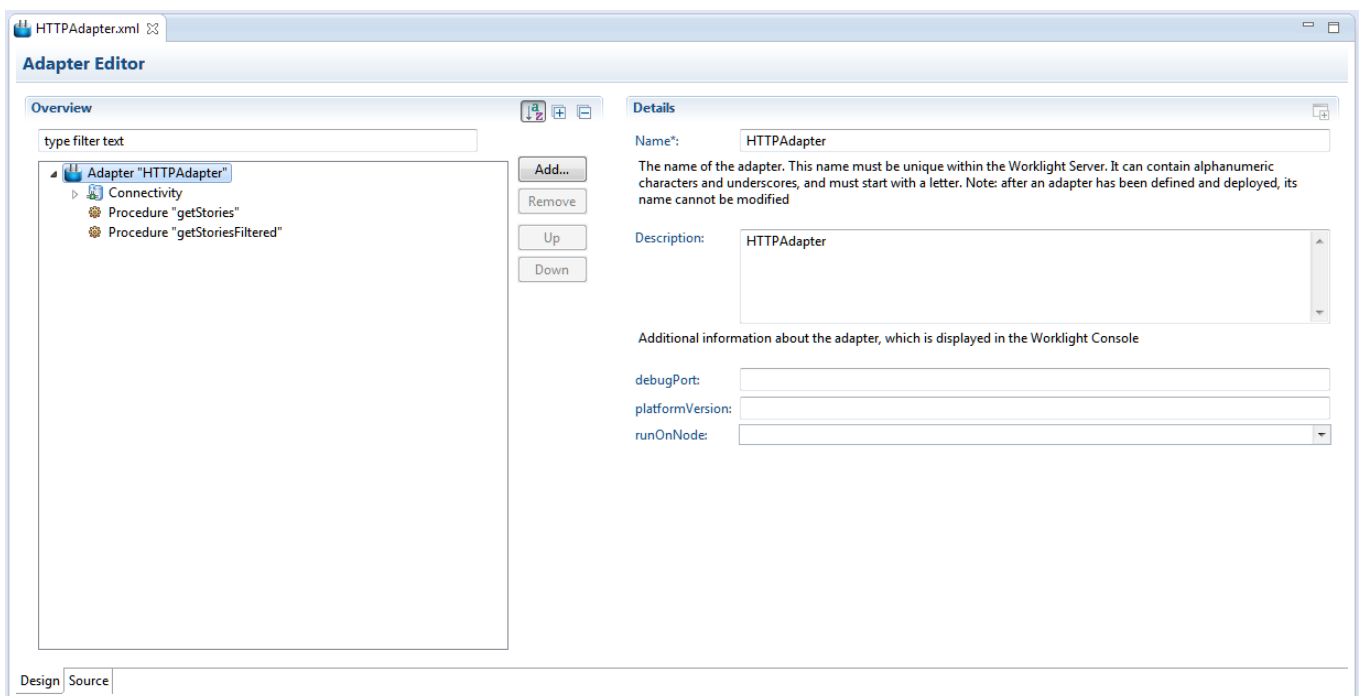 HTTPAdapter.xml
Adapter Editor
Overview
type filter text
Adapter "HTTPAdapter"
Connectivity
Procedure "getStories"
Procedure "getStoriesFiltered"
Add...
Remove
Up
Down
Details
Name*: HTTPAdapter
The name of the adapter. This name must be unique within the Worklight Server. It can contain alphanumeric
characters and underscores, and must start with a letter. Note: after an adapter has been defined and deployed, its
name cannot be modified
Description: HTTPAdapter
Additional information about the adapter, which is displayed in the Worklight Console
debugPort:
platformVersion:
runOnNode:
Design Source